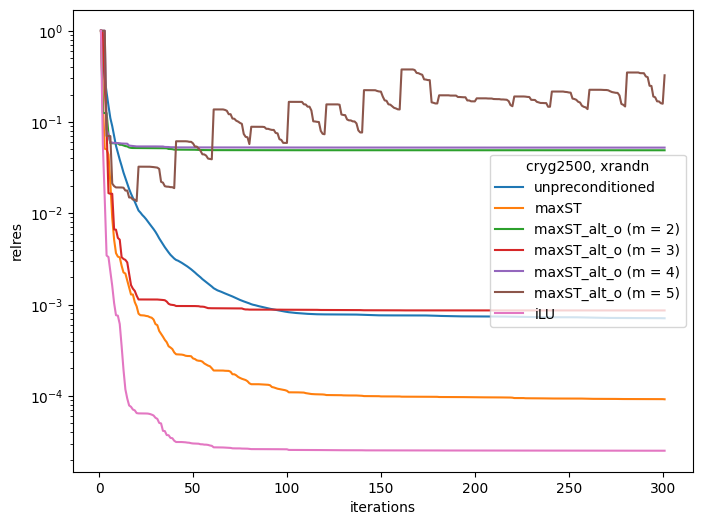 10⁰
10⁻¹
10⁻²
10⁻³
10⁻⁴
relres
0 50 100 150 200 250 300
iterations
cryg2500, xrandn
unpreconditioned
maxST
maxST_alt_o (m = 2)
maxST_alt_o (m = 3)
maxST_alt_o (m = 4)
maxST_alt_o (m = 5)
iLU